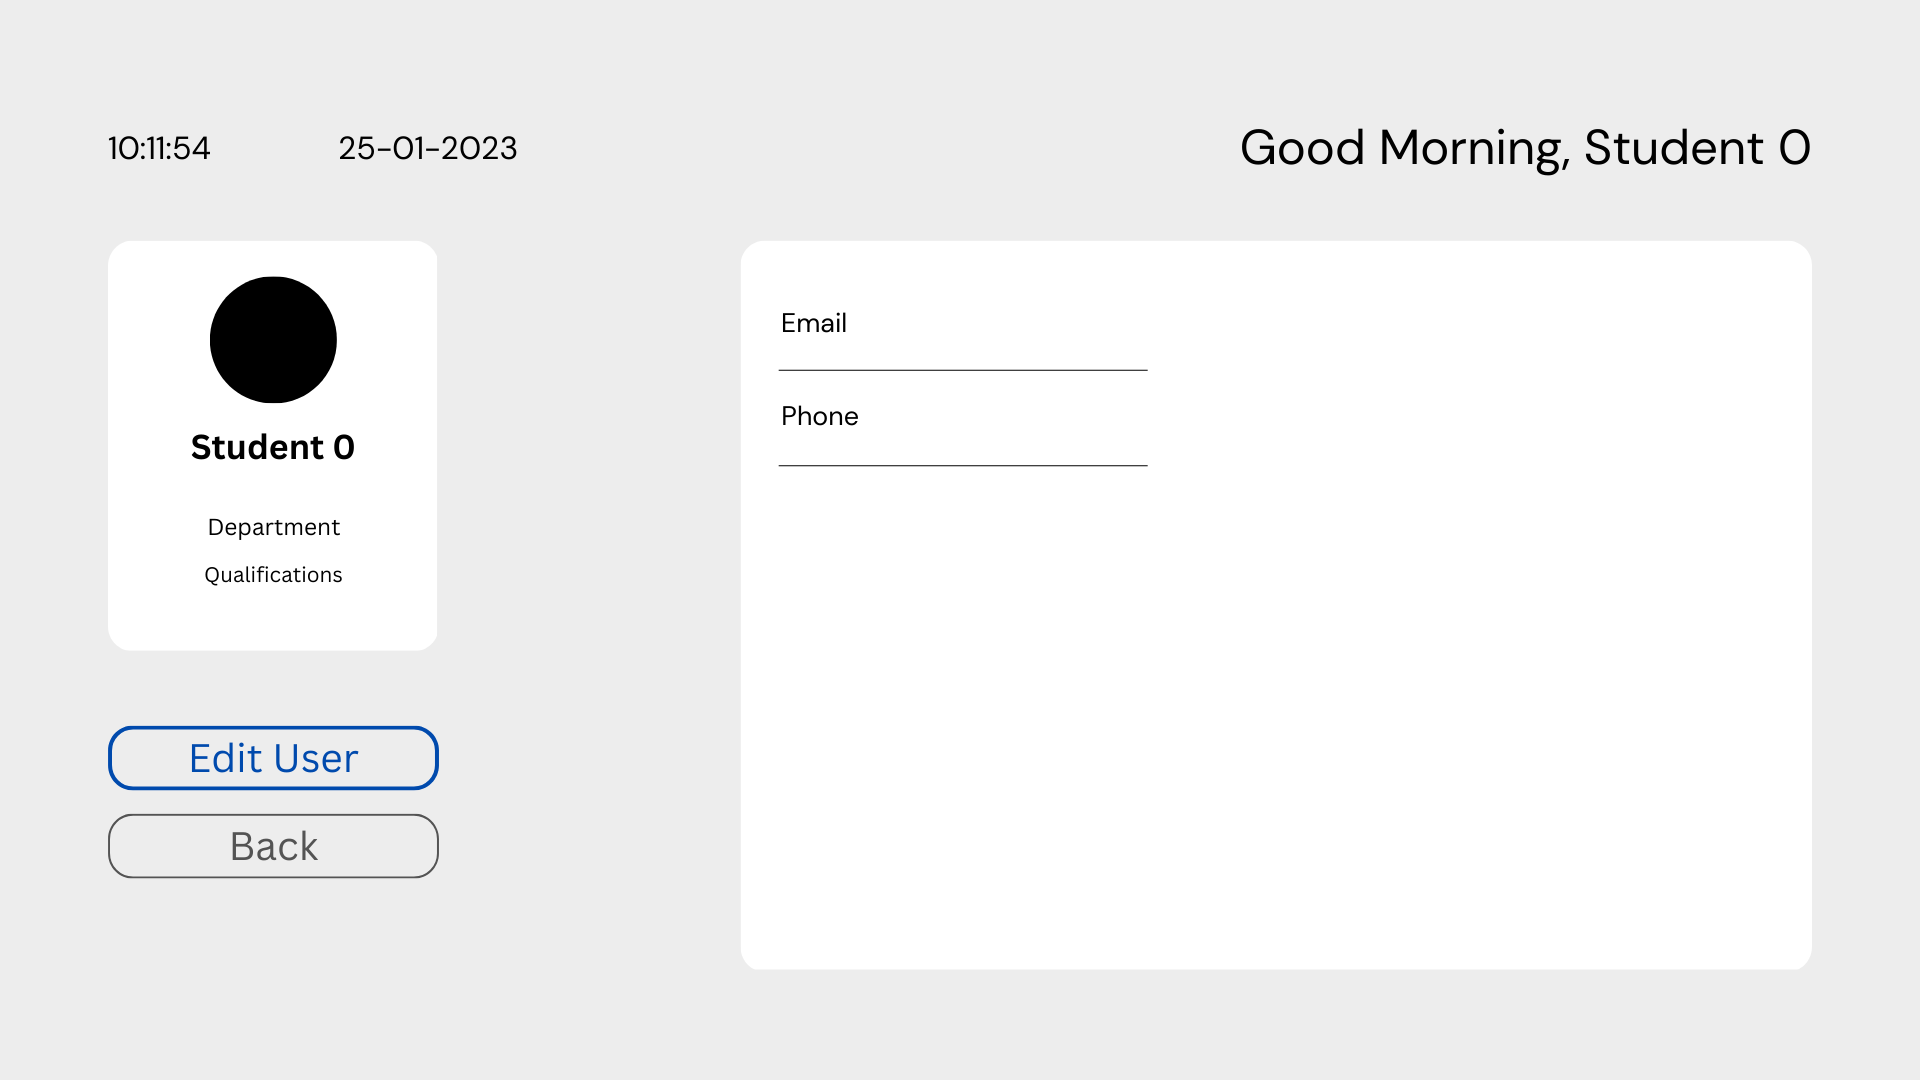 10:11:54 25-01-2023 Good Morning, Student 0
Student 0
Department
Qualifications
Edit User
Back
Email
Phone